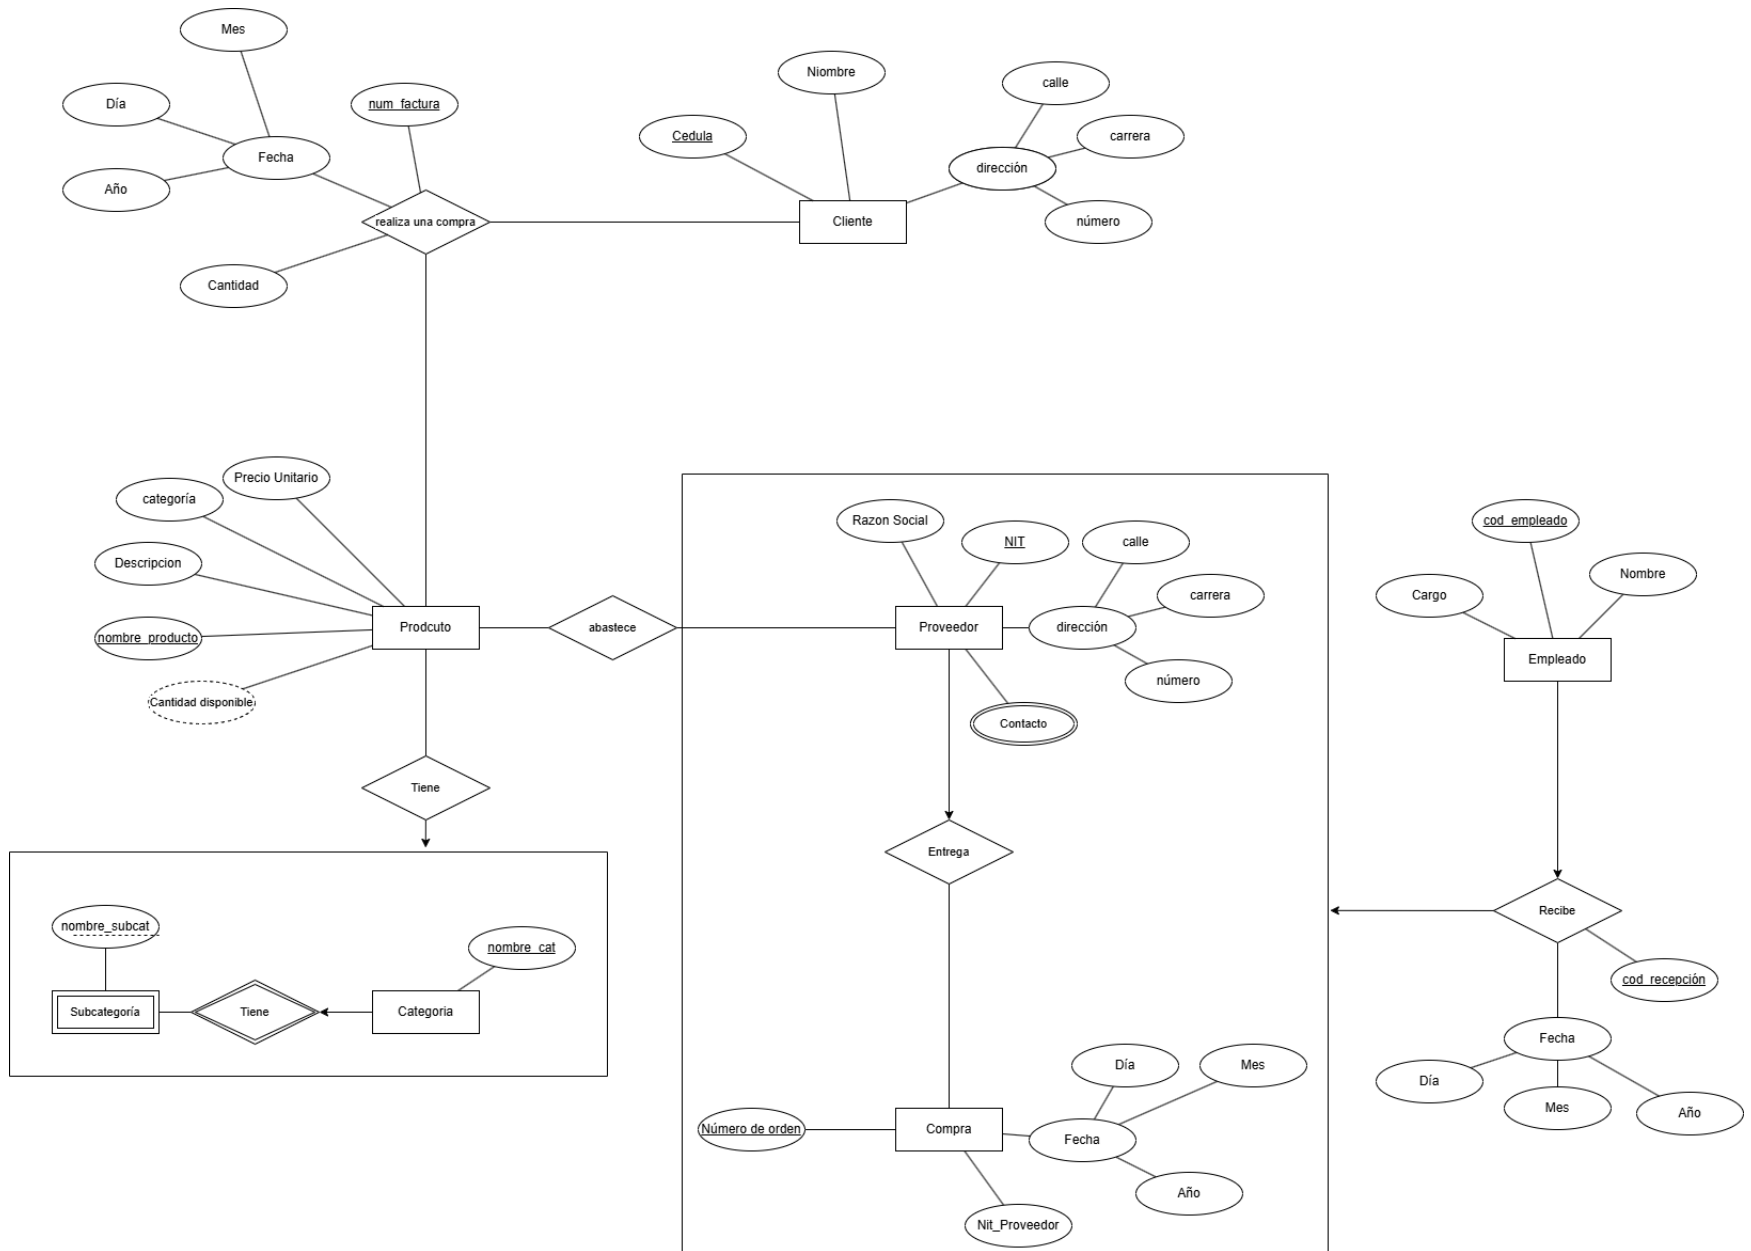 Mes
Niombre
calle
Día
num_factura
Cedula
carrera
Fecha
dirección
Año
realiza una compra
Cliente
número
Cantidad
Precio Unitario
categoría
Razon Social
cod_empleado
NIT
calle
Descripcion
Nombre
carrera
Cargo
nombre_producto
Prodcuto
abastece
Proveedor
dirección
Empleado
número
Cantidad disponible
Contacto
Tiene
Entrega
Recibe
nombre_subcat
nombre_cat
cod_recepción
Subcategoría
Tiene
Categoria
Fecha
Día
Mes
Día
Mes
Año
Número de orden
Compra
Fecha
Año
Nit_Proveedor